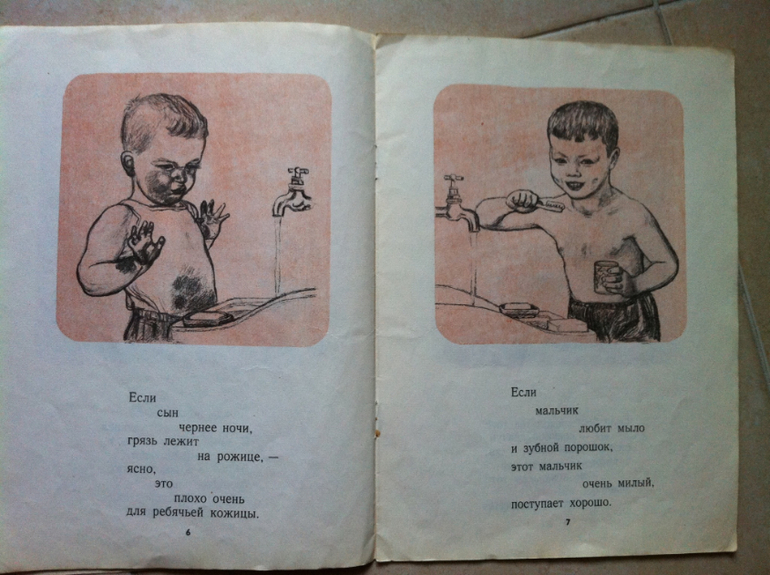 Если
сын
чернее ночи,
грязь лежит
на рожице, —
ясно,
это
плохо очень
для ребячьей кожицы.
6
Если
мальчик
любит мыло
и зубной порошок,
этот мальчик
очень милый,
поступает хорошо.
7